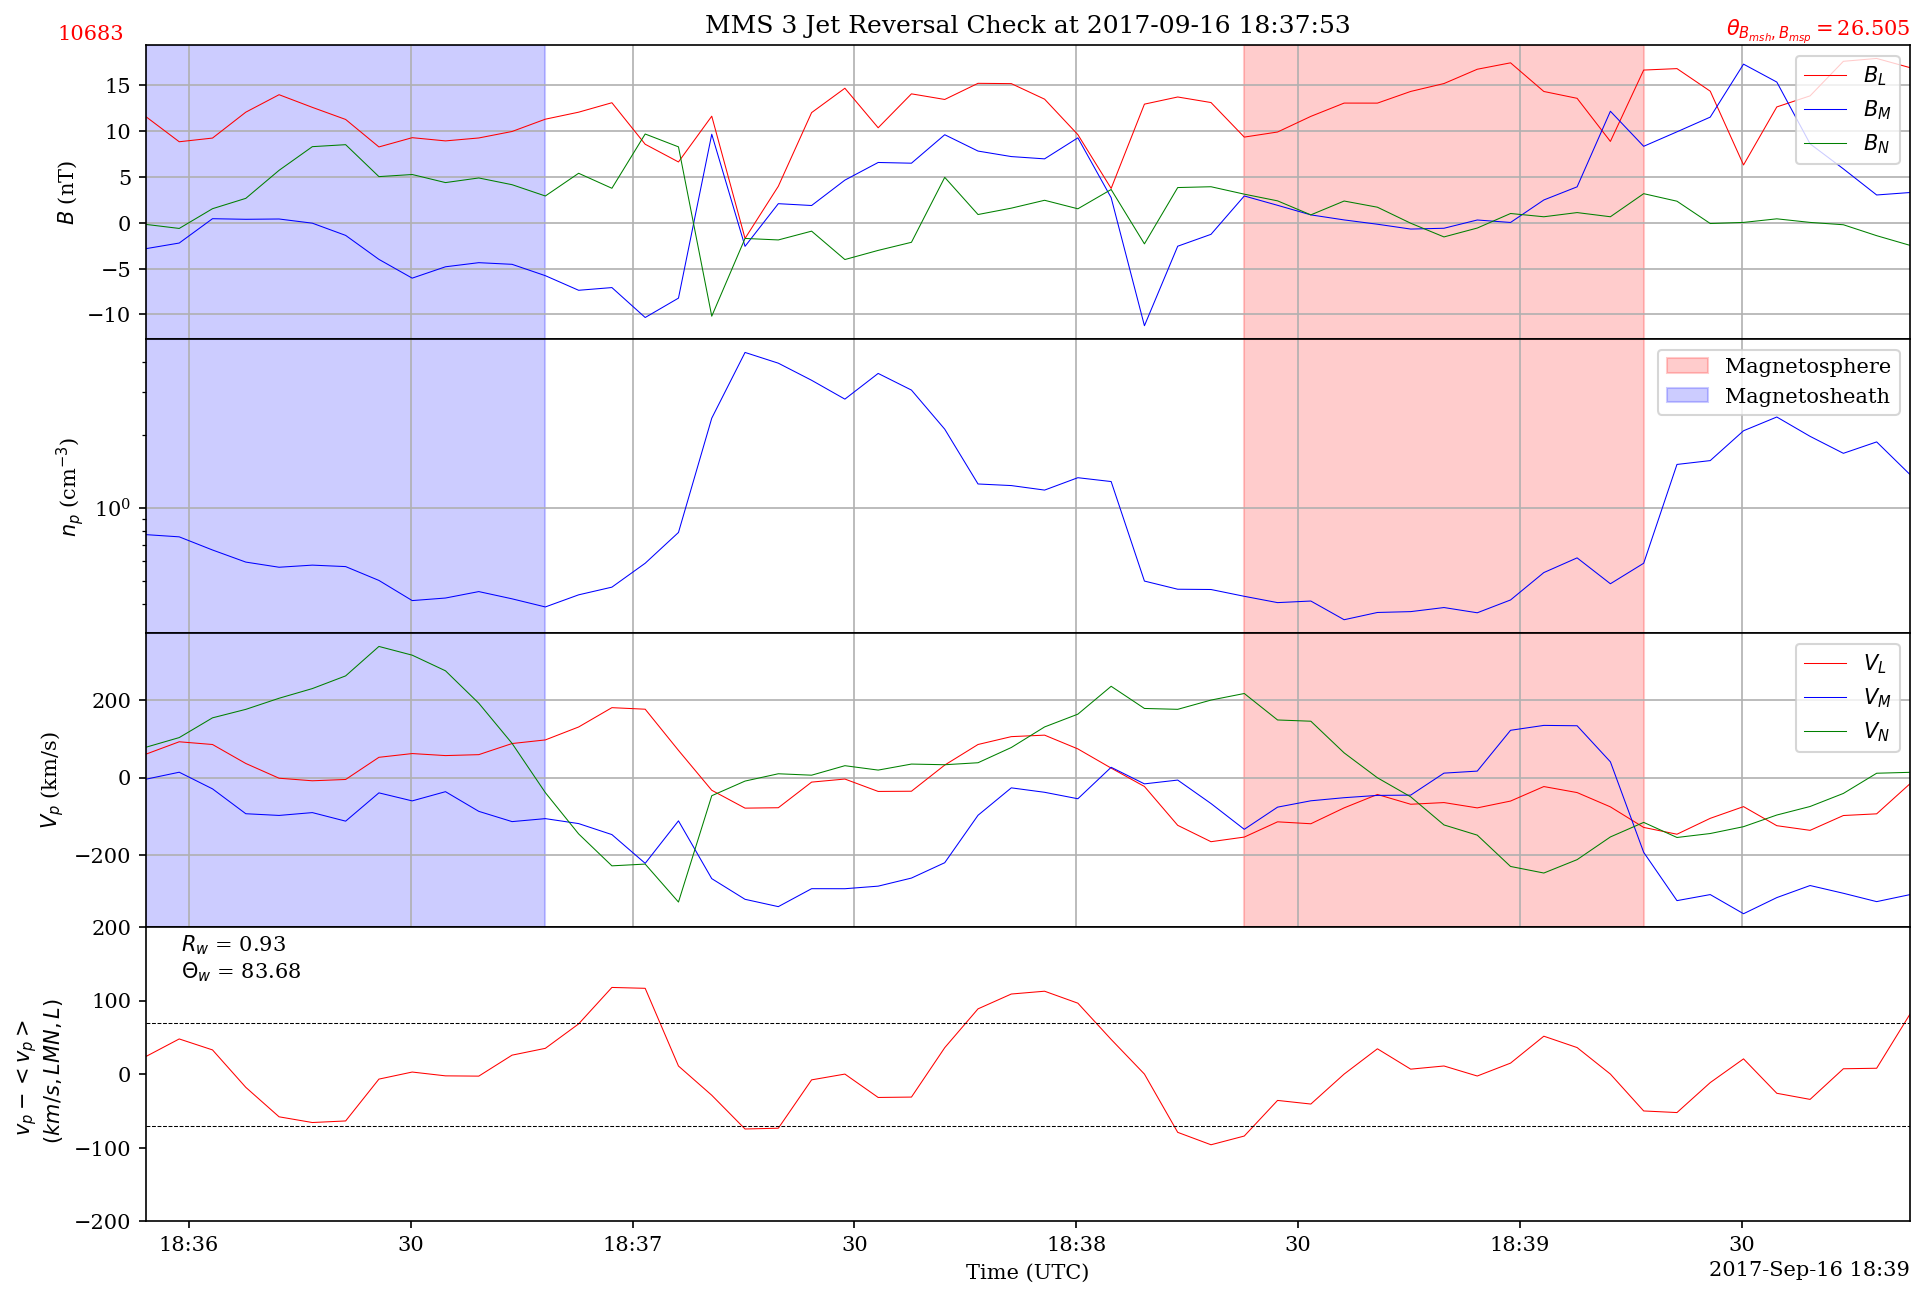 MMS 3 Jet Reversal Check at 2017-09-16 18:37:53
10683
θ_{B_{msh}, B_{msp}} = 26.505
B (nT)
15
10
5
0
−5
−10
B_L
B_M
B_N
n_p (cm⁻³)
10⁰
Magnetosphere
Magnetosheath
V_p (km/s)
200
0
−200
V_L
V_M
V_N
v_p − < v_p >
(km/s, LMN, L)
200
100
0
−100
−200
R_w = 0.93
Θ_w = 83.68
18:36 30 18:37 30 18:38 30 18:39 30
Time (UTC)
2017-Sep-16 18:39